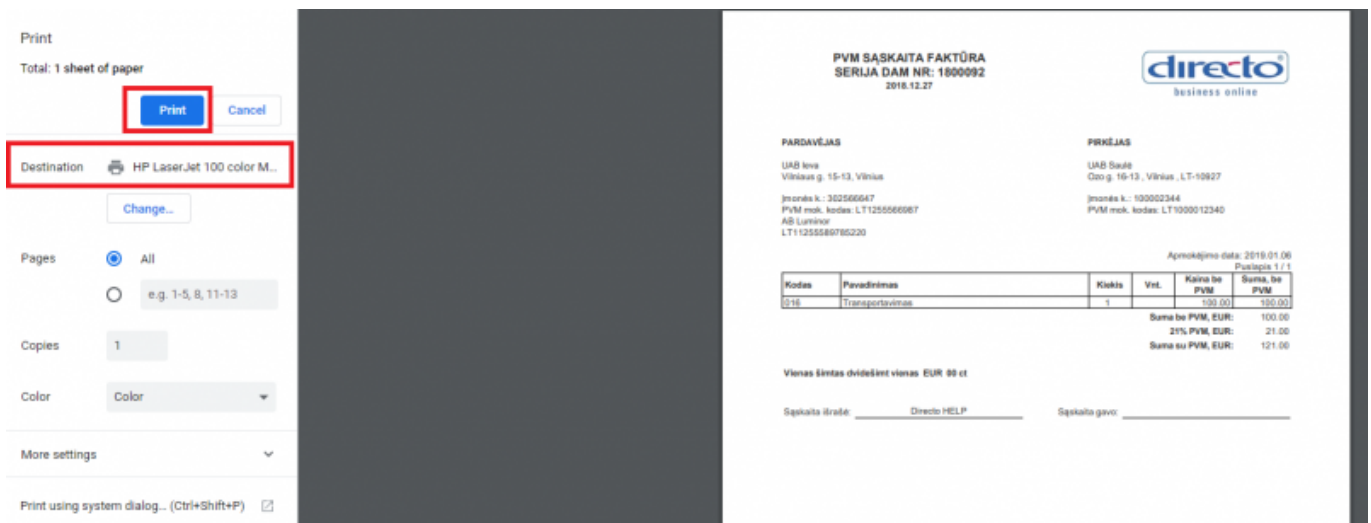 Print
Total: 1 sheet of paper
Print
Cancel
Destination
HP LaserJet 100 color M...
Change...
Pages
All
e.g. 1-5, 8, 11-13
Copies
1
Color
Color
More settings
Print using system dialog... (Ctrl+Shift+P)
PVM SĄSKAITA FAKTŪRA
SERIJA DAM NR: 1800092
2018.12.27
directo
business online
PARDAVĖJAS
UAB Ieva
Vilniaus g. 15-13, Vilnius
Įmonės k.: 302566647
PVM mok. kodas: LT1255566987
AB Luminor
LT11255589785220
PIRKĖJAS
UAB Saulė
Ozo g. 16-13 , Vilnius , LT-10927
Įmonės k.: 100002344
PVM mok. kodas: LT1000012340
Apmokėjimo data: 2019.01.06
Puslapis 1 / 1
Kodas Pavadinimas Kiekis Vnt. Kaina be PVM Suma, be PVM
016 Transportavimas 1 100.00 100.00
Suma be PVM, EUR: 100.00
21% PVM, EUR: 21.00
Suma su PVM, EUR: 121.00
Vienas šimtas dvidešimt vienas EUR 00 ct
Sąskaita išrašė: Directo HELP
Sąskaita gavo: